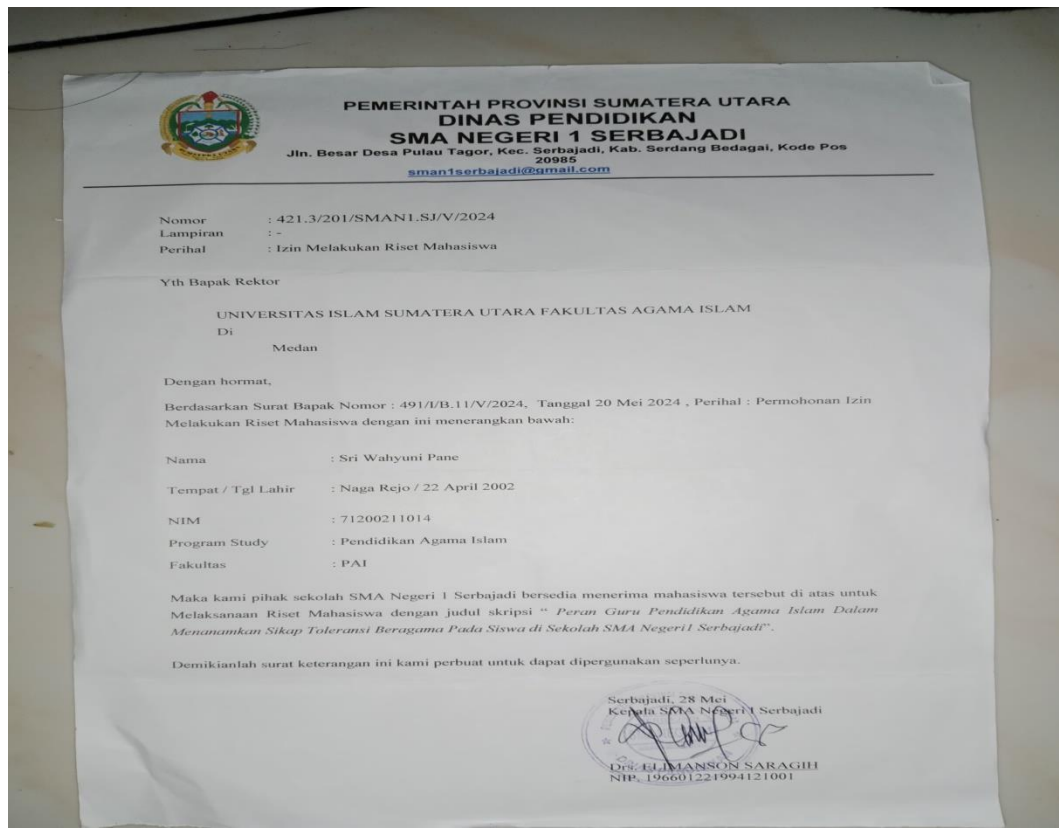 PEMERINTAH PROVINSI SUMATERA UTARA
DINAS PENDIDIKAN
SMA NEGERI 1 SERBAJADI
Jln. Besar Desa Pulau Tagor, Kec. Serbajadi, Kab. Serdang Bedagai, Kode Pos
20985
sman1serbajadi@gmail.com
Nomor : 421.3/201/SMAN1.SJ/V/2024
Lampiran : -
Perihal : Izin Melakukan Riset Mahasiswa
Yth Bapak Rektor
UNIVERSITAS ISLAM SUMATERA UTARA FAKULTAS AGAMA ISLAM
Di
Medan
Dengan hormat,
Berdasarkan Surat Bapak Nomor : 491/I/B.11/V/2024, Tanggal 20 Mei 2024 , Perihal : Permohonan Izin
Melakukan Riset Mahasiswa dengan ini menerangkan bawah:
Nama : Sri Wahyuni Pane
Tempat / Tgl Lahir : Naga Rejo / 22 April 2002
NIM : 71200211014
Program Study : Pendidikan Agama Islam
Fakultas : PAI
Maka kami pihak sekolah SMA Negeri 1 Serbajadi bersedia menerima mahasiswa tersebut di atas untuk
Melaksanaan Riset Mahasiswa dengan judul skripsi " Peran Guru Pendidikan Agama Islam Dalam
Menanamkan Sikap Toleransi Beragama Pada Siswa di Sekolah SMA Negeri1 Serbajadi".
Demikianlah surat keterangan ini kami perbuat untuk dapat dipergunakan seperlunya.
Serbajadi, 28 Mei
Kepala SMA Negeri 1 Serbajadi
Drs. ELIMANSON SARAGIH
NIP. 196601221994121001